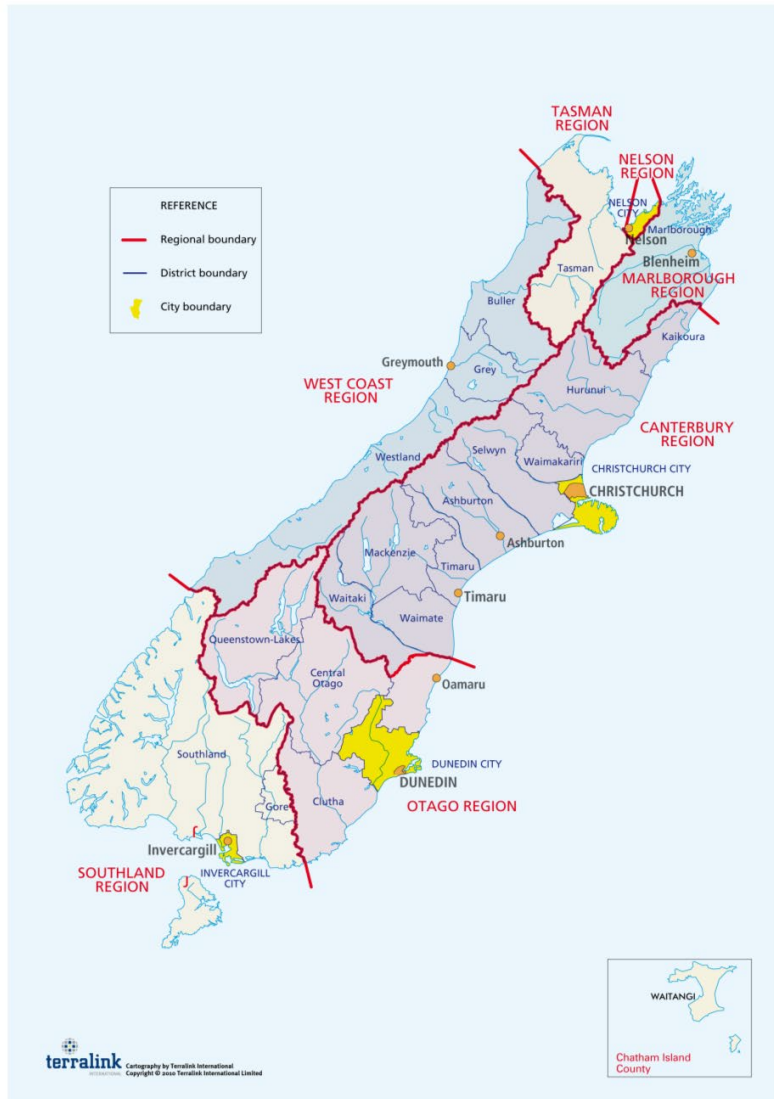 TASMAN
REGION
NELSON
REGION
REFERENCE
Regional boundary
District boundary
City boundary
NELSON
CITY
Marlborough
Nelson
Blenheim
Tasman
MARLBOROUGH
REGION
Buller
Kaikoura
Greymouth
Grey
WEST COAST
REGION
Hurunui
CANTERBURY
REGION
Selwyn
Westland
Waimakariri
CHRISTCHURCH CITY
CHRISTCHURCH
Ashburton
Ashburton
Mackenzie
Timaru
Waitaki
Timaru
Waimate
Queenstown-Lakes
Central
Otago
Oamaru
Southland
DUNEDIN CITY
DUNEDIN
Gore
Clutha
OTAGO REGION
Invercargill
SOUTHLAND
REGION
INVERCARGILL
CITY
WAITANGI
Chatham Island
County
terralink
INTERNATIONAL
Cartography by Terralink International
Copyright © 2010 Terralink International Limited